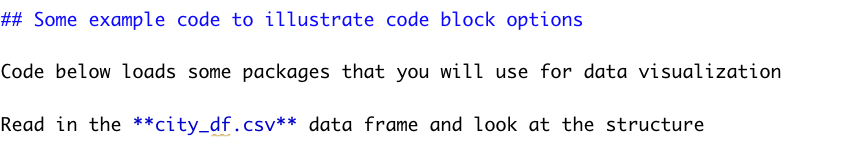 ## Some example code to illustrate code block options
Code below loads some packages that you will use for data visualization
Read in the **city_df.csv** data frame and look at the structure